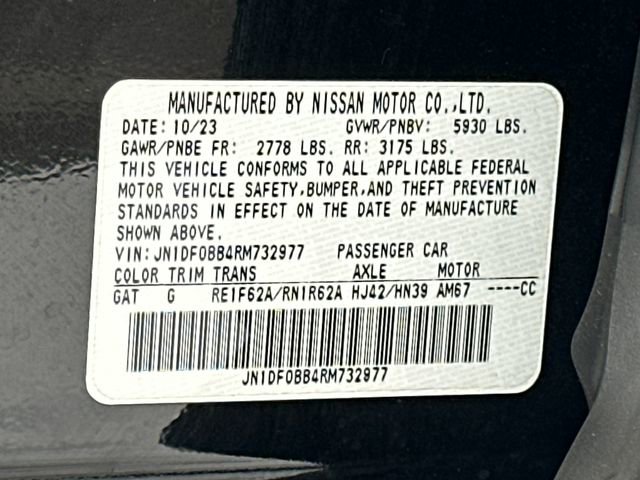 MANUFACTURED BY NISSAN MOTOR CO.,LTD.
DATE: 10/23 GVWR/PNBV: 5930 LBS.
GAWR/PNBE FR: 2778 LBS. RR: 3175 LBS.
THIS VEHICLE CONFORMS TO ALL APPLICABLE FEDERAL
MOTOR VEHICLE SAFETY,BUMPER,AND THEFT PREVENTION
STANDARDS IN EFFECT ON THE DATE OF MANUFACTURE
SHOWN ABOVE.
VIN:JN1DF0BB4RM732977 PASSENGER CAR
COLOR TRIM TRANS AXLE MOTOR
GAT G RE1F62A/RN1R62A HJ42/HN39 AM67 ----CC
JN1DF0BB4RM732977